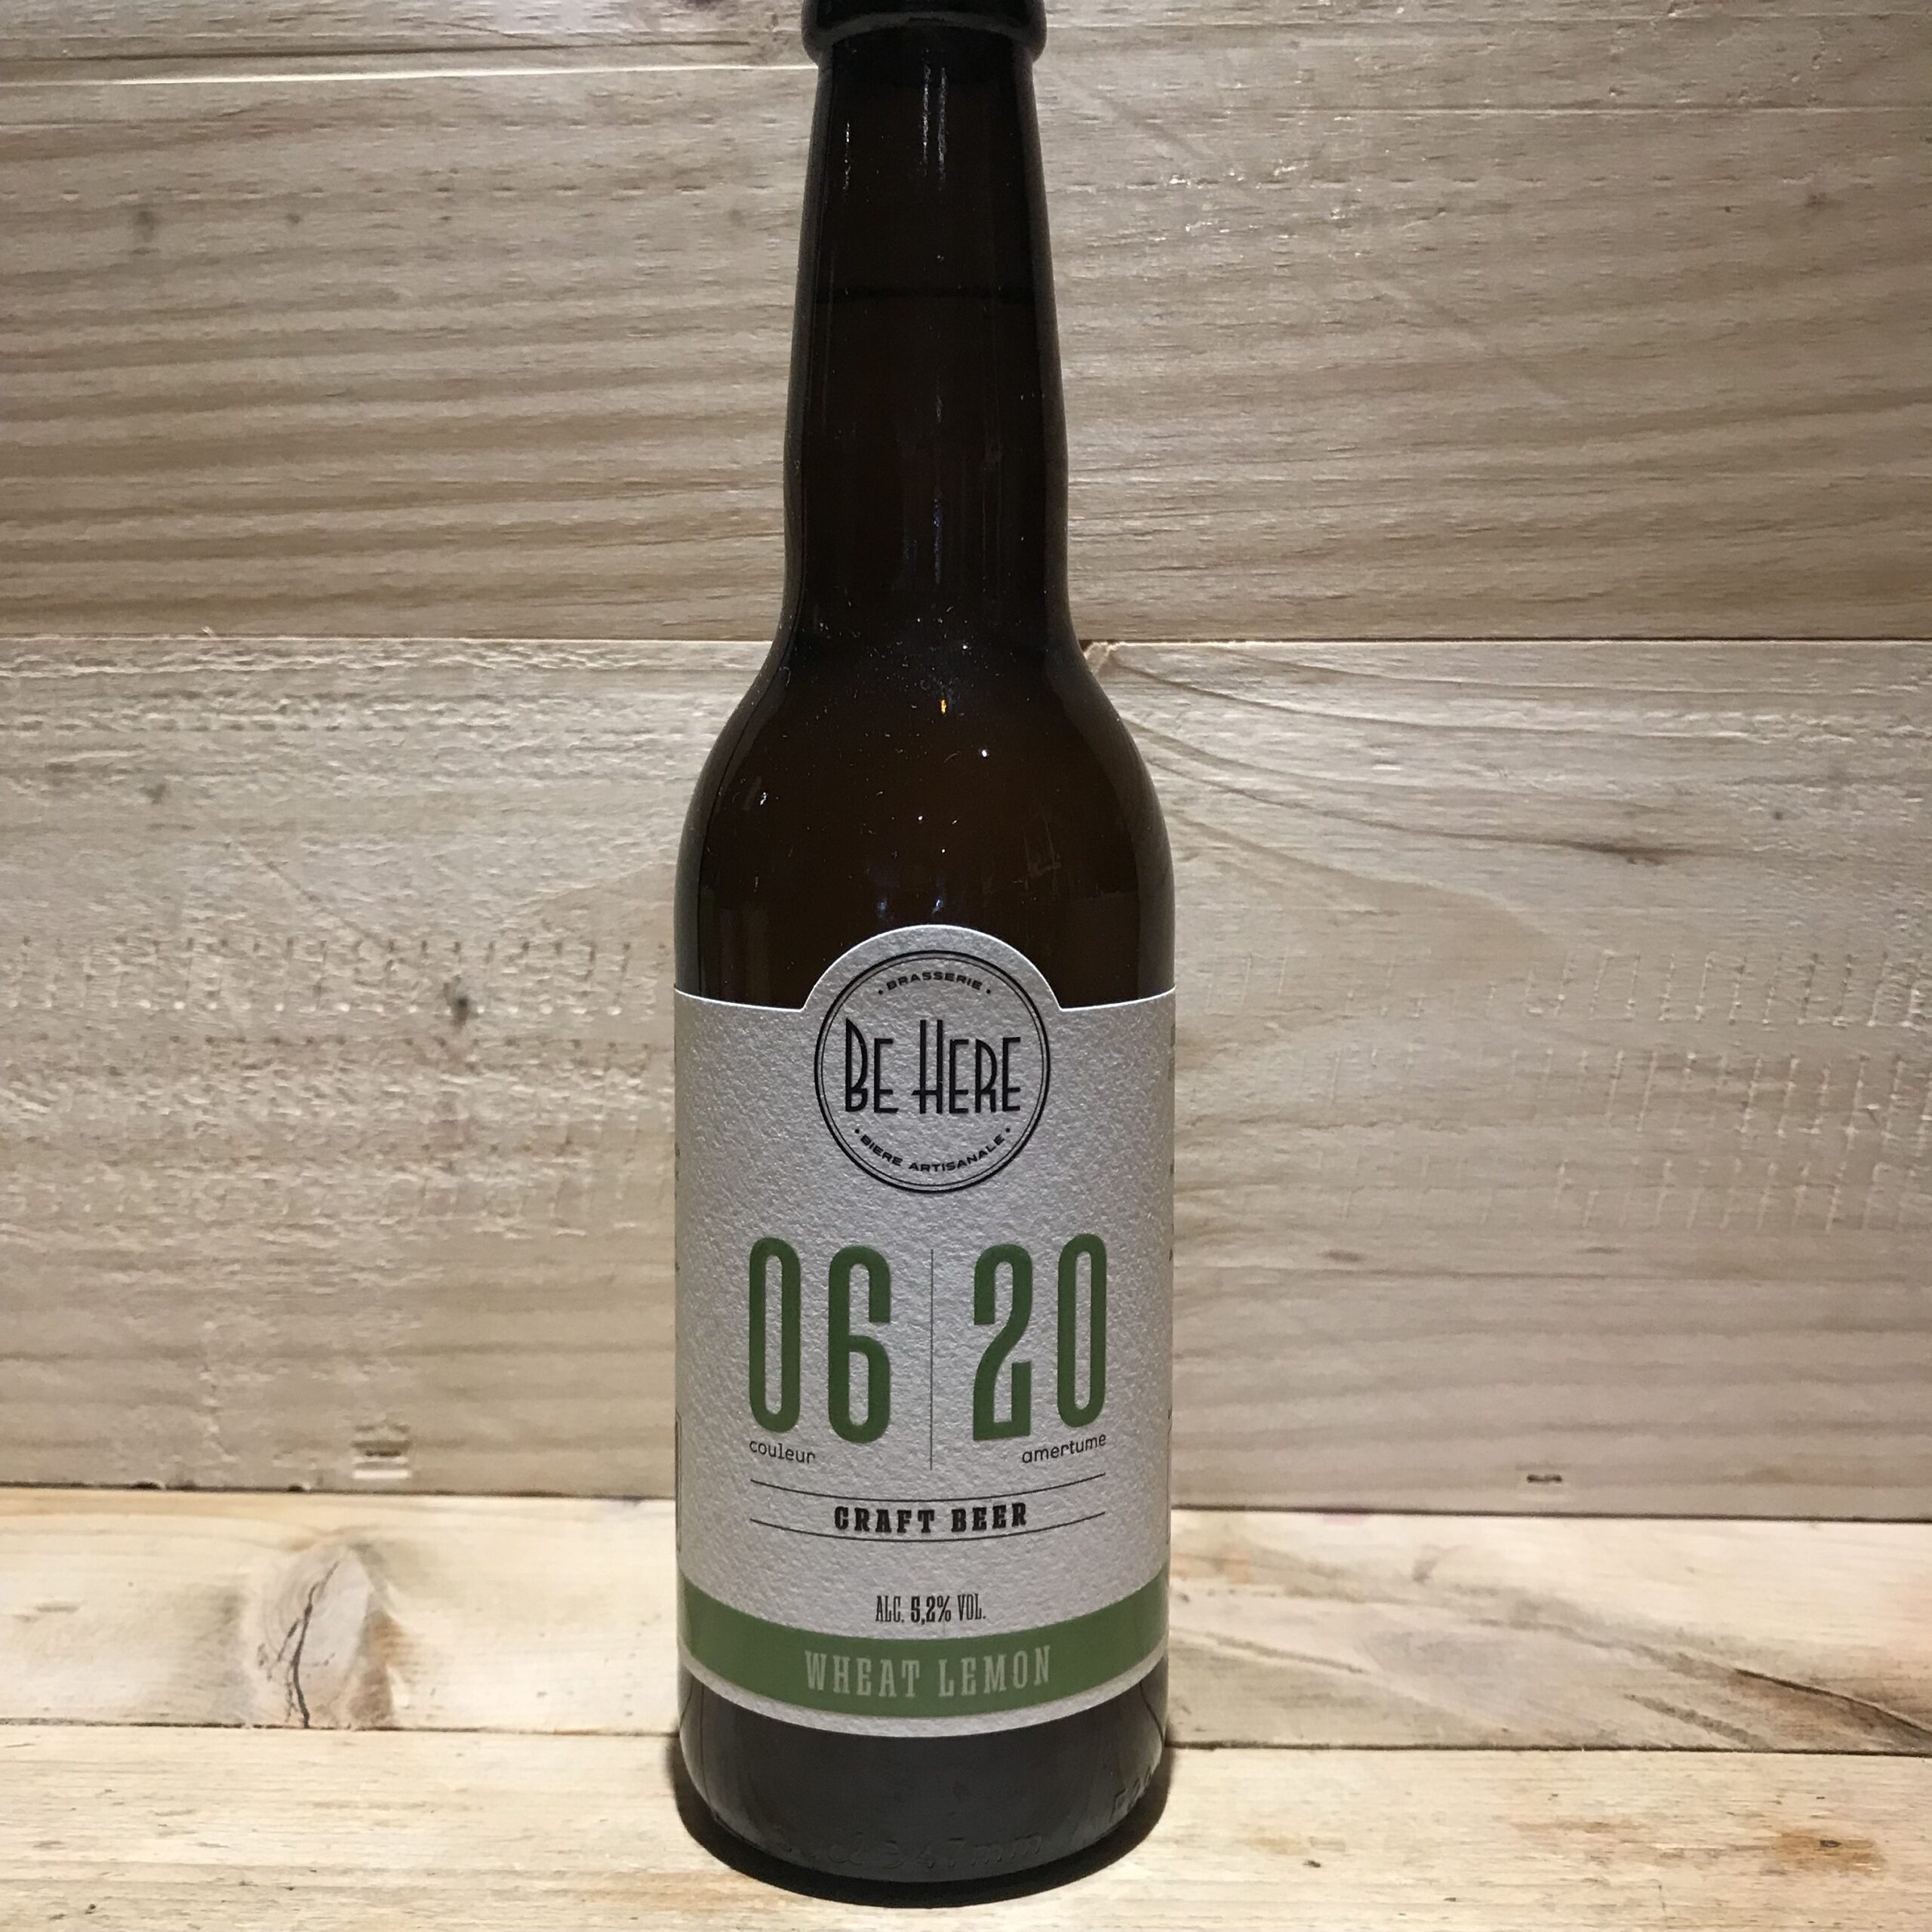 • BRASSERIE •
BE HERE
• BIERE ARTISANALE •
06 20
couleur amertume
CRAFT BEER
ALC. 5,2% VOL.
WHEAT LEMON